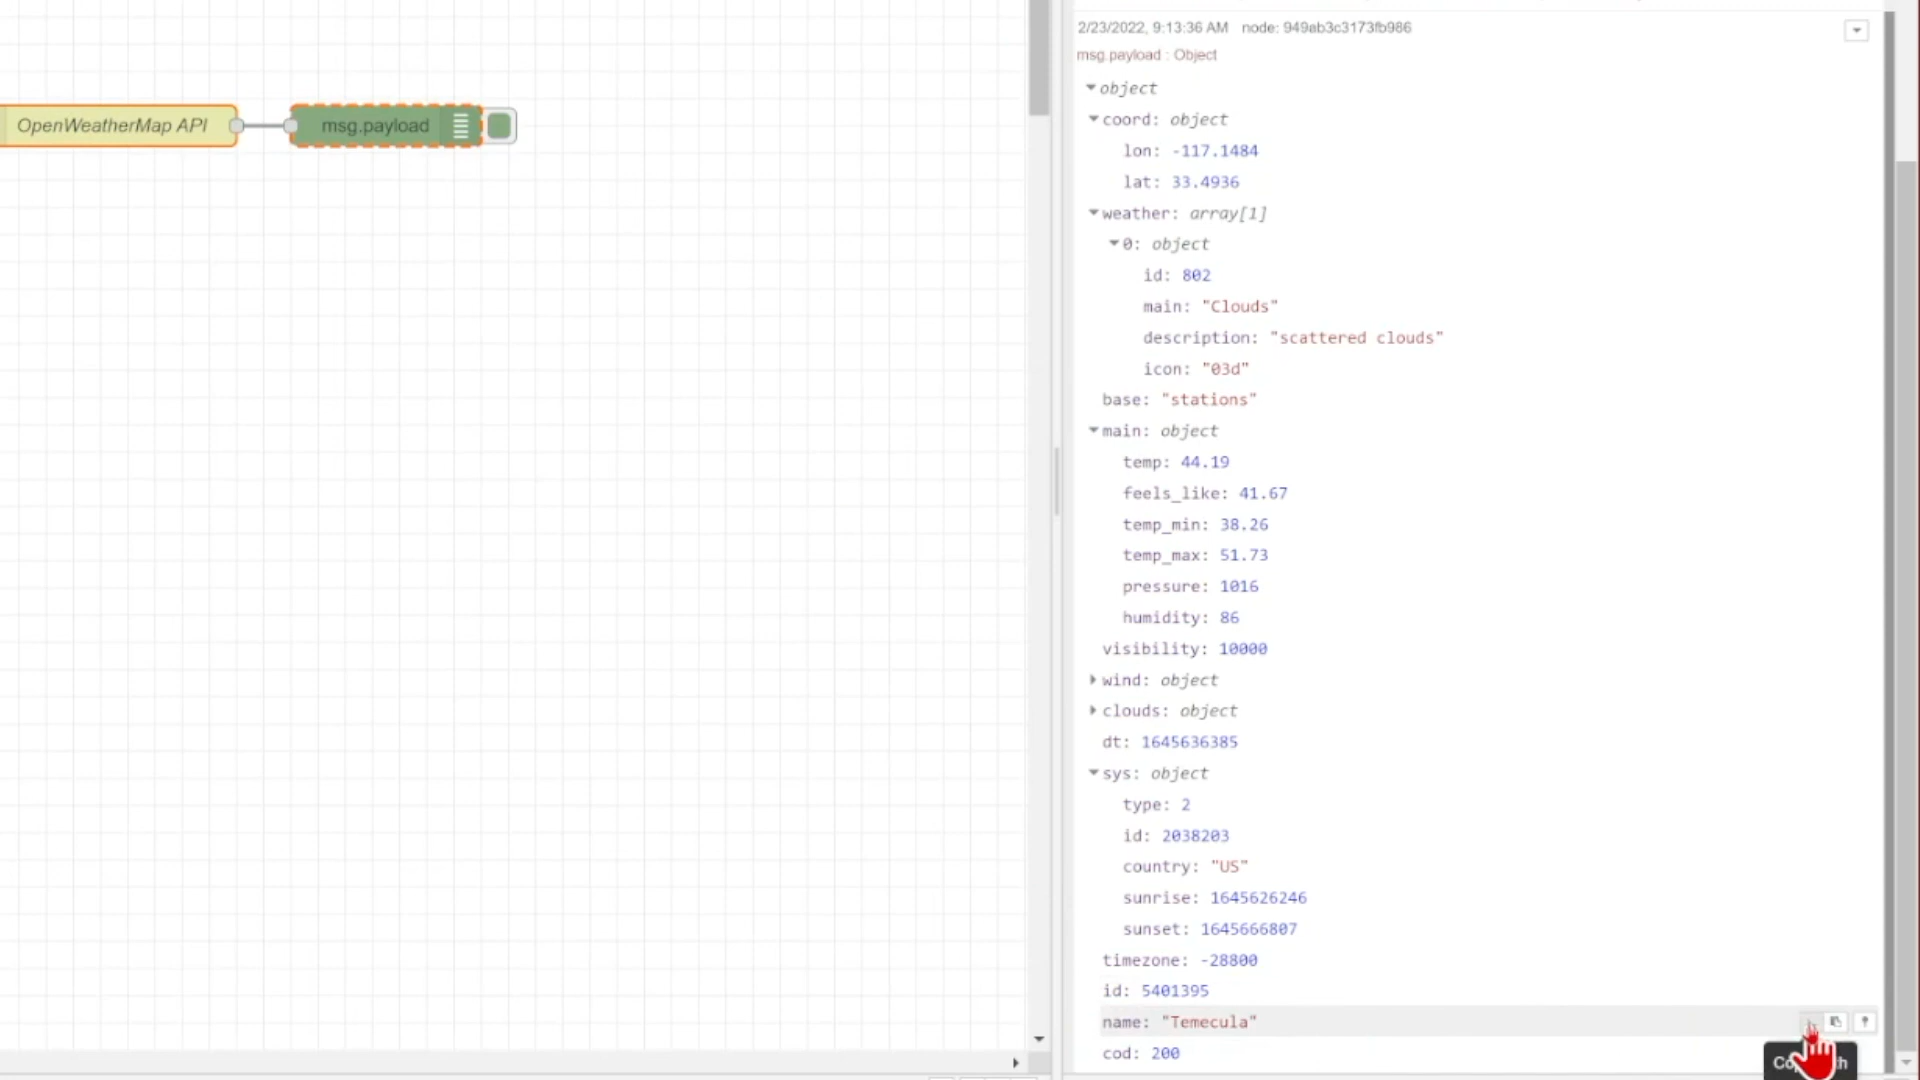 2/23/2022, 9:13:36 AM node: 949ab3c3173fb986
msg.payload : Object
OpenWeatherMap API
msg.payload
object
coord: object
lon: -117.1484
lat: 33.4936
weather: array[1]
0: object
id: 802
main: "Clouds"
description: "scattered clouds"
icon: "03d"
base: "stations"
main: object
temp: 44.19
feels_like: 41.67
temp_min: 38.26
temp_max: 51.73
pressure: 1016
humidity: 86
visibility: 10000
wind: object
clouds: object
dt: 1645636385
sys: object
type: 2
id: 2038203
country: "US"
sunrise: 1645626246
sunset: 1645666807
timezone: -28800
id: 5401395
name: "Temecula"
cod: 200